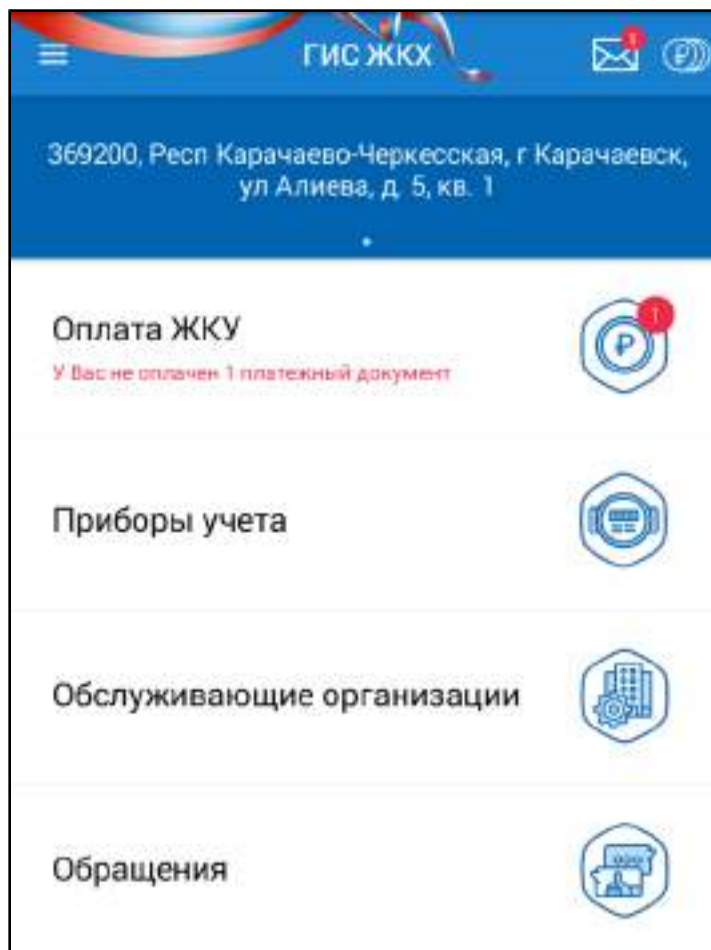 ГИС ЖКХ
369200, Респ Карачаево-Черкесская, г Карачаевск,
ул Алиева, д. 5, кв. 1
Оплата ЖКУ
1
У Вас не оплачен 1 платежный документ
Приборы учета
Обслуживающие организации
Обращения